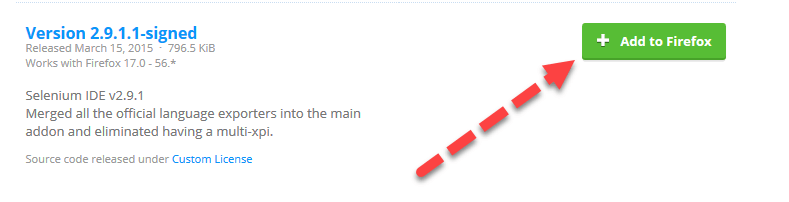 Version 2.9.1.1-signed
Released March 15, 2015 · 796.5 KiB
Works with Firefox 17.0 - 56.*
Add to Firefox
Selenium IDE v2.9.1
Merged all the official language exporters into the main
addon and eliminated having a multi-xpi.
Source code released under Custom License